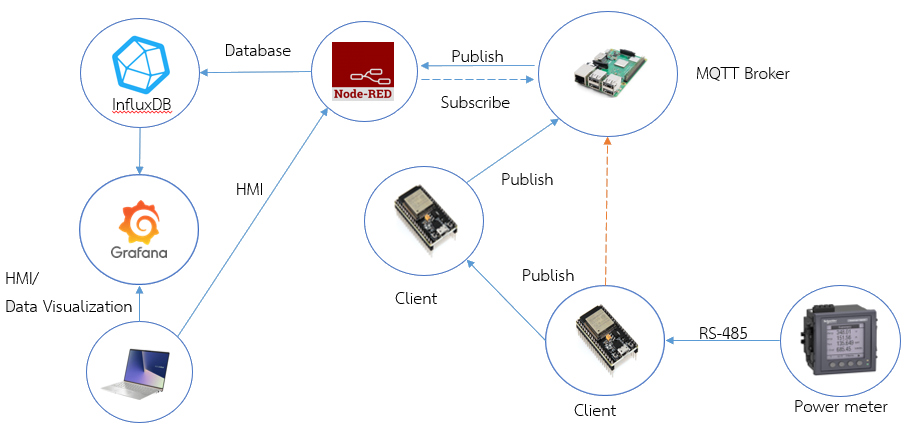 Database
Publish
Subscribe
MQTT Broker
Node-RED
InfluxDB
HMI
Publish
Grafana
Publish
HMI/
Data Visualization
Client
RS-485
Client
Power meter